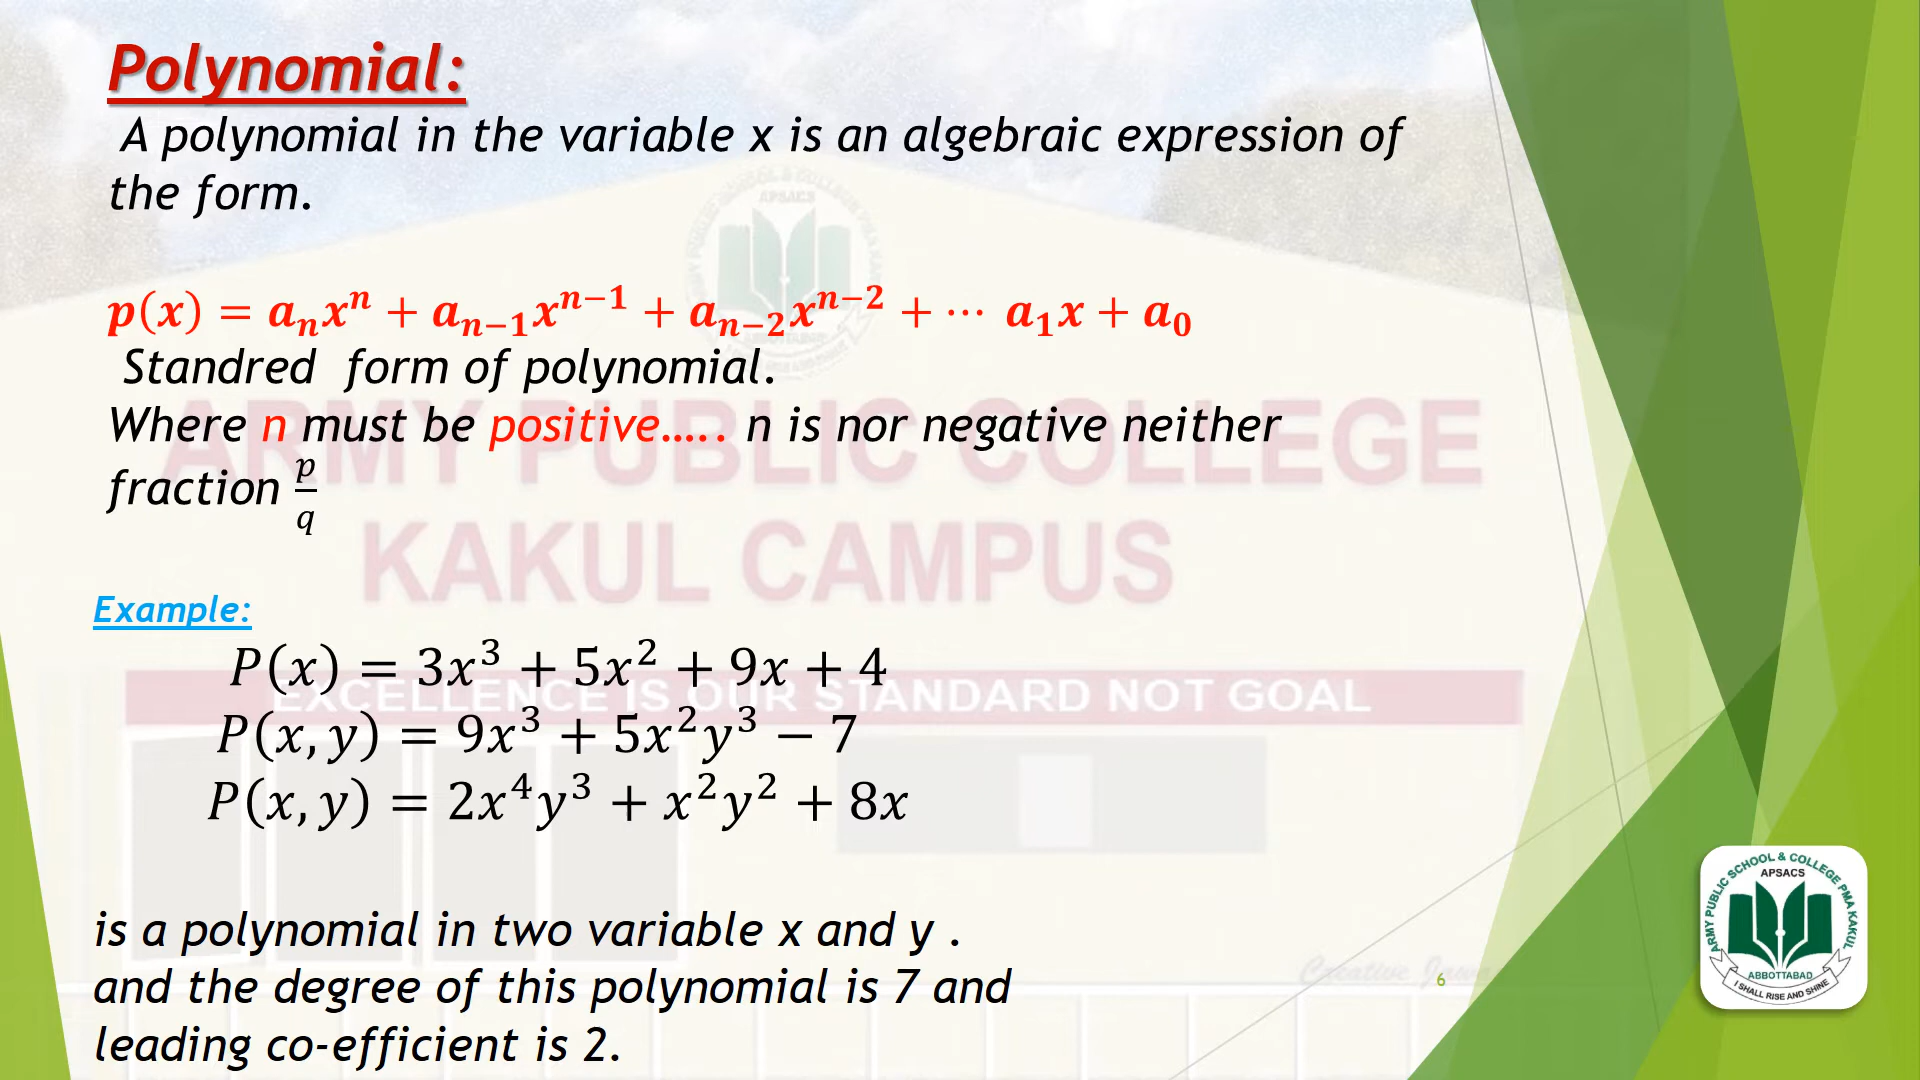 Polynomial:
A polynomial in the variable x is an algebraic expression of
the form.
p(x) = aₙxⁿ + aₙ₋₁xⁿ⁻¹ + aₙ₋₂xⁿ⁻² + ⋯ a₁x + a₀
Standred form of polynomial.
Where n must be positive..... n is nor negative neither
fraction p/q
Example:
P(x) = 3x³ + 5x² + 9x + 4
P(x, y) = 9x³ + 5x²y³ − 7
P(x, y) = 2x⁴y³ + x²y² + 8x
is a polynomial in two variable x and y .
and the degree of this polynomial is 7 and
leading co-efficient is 2.
6
APSACS
ARMY PUBLIC COLLEGE
KAKUL CAMPUS
EXCELLENCE IS OUR STANDARD NOT GOAL
Creative
ARMY PUBLIC SCHOOL & COLLEGE PMA KAKUL
APSACS
ABBOTTABAD
I SHALL RISE AND SHINE